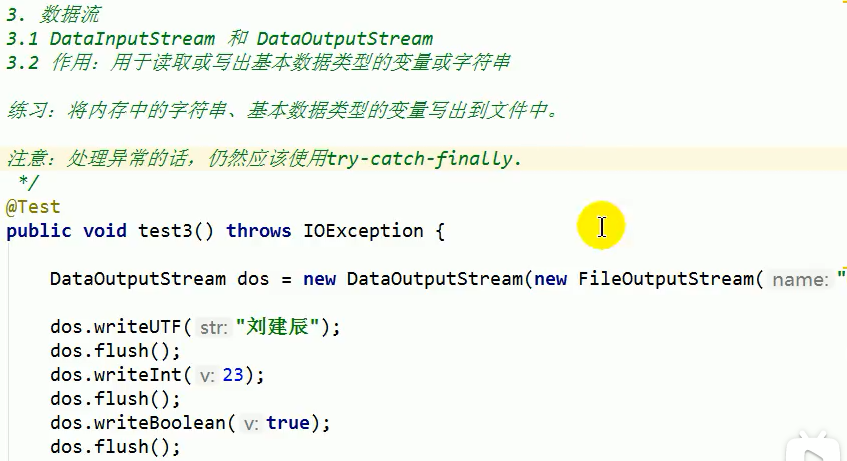 3. 数据流
3.1 DataInputStream 和 DataOutputStream
3.2 作用：用于读取或写出基本数据类型的变量或字符串
练习：将内存中的字符串、基本数据类型的变量写出到文件中。
注意：处理异常的话，仍然应该使用try-catch-finally.
*/
@Test
public void test3() throws IOException {
DataOutputStream dos = new DataOutputStream(new FileOutputStream( name: "
dos.writeUTF( str: "刘建辰");
dos.flush();
dos.writeInt( v: 23);
dos.flush();
dos.writeBoolean( v: true);
dos.flush();